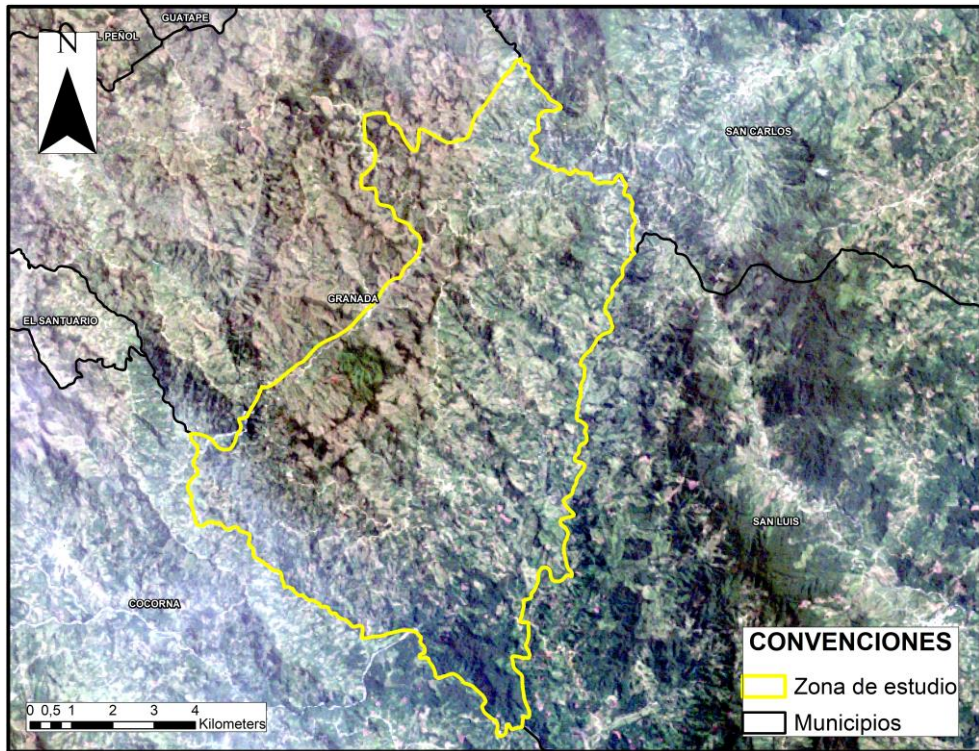 GUATAPE
L PEÑOL
N
SAN CARLOS
GRANADA
EL SANTUARIO
SAN LUIS
COCORNA
CONVENCIONES
Zona de estudio
Municipios
0 0,5 1 2 3 4
Kilometers